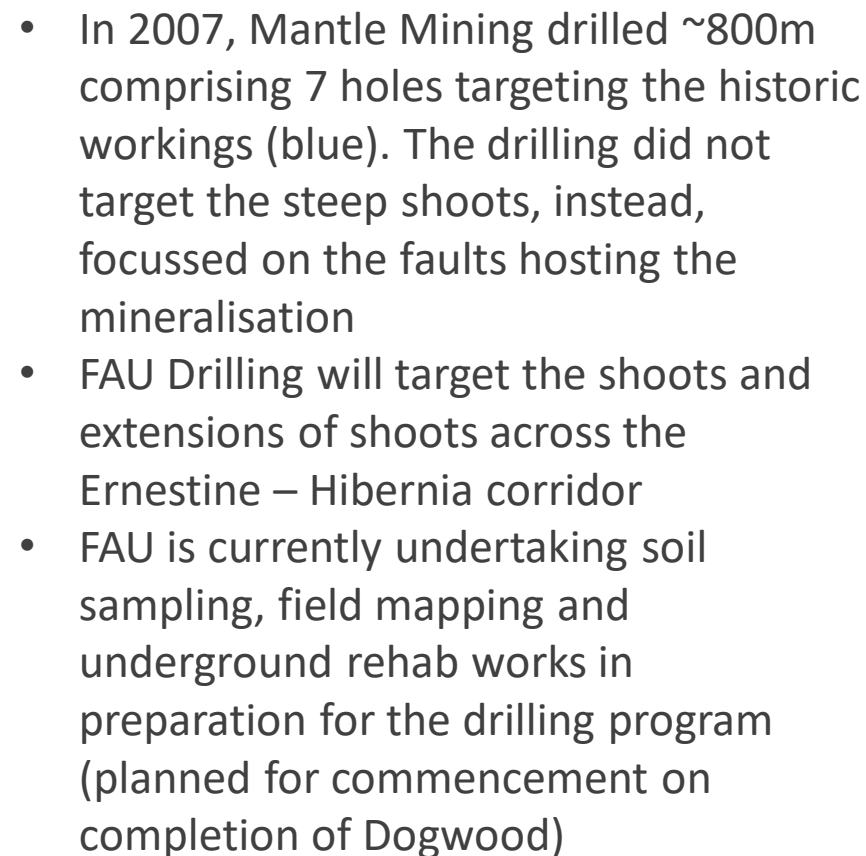 • In 2007, Mantle Mining drilled ~800m
comprising 7 holes targeting the historic
workings (blue). The drilling did not
target the steep shoots, instead,
focussed on the faults hosting the
mineralisation
• FAU Drilling will target the shoots and
extensions of shoots across the
Ernestine – Hibernia corridor
• FAU is currently undertaking soil
sampling, field mapping and
underground rehab works in
preparation for the drilling program
(planned for commencement on
completion of Dogwood)